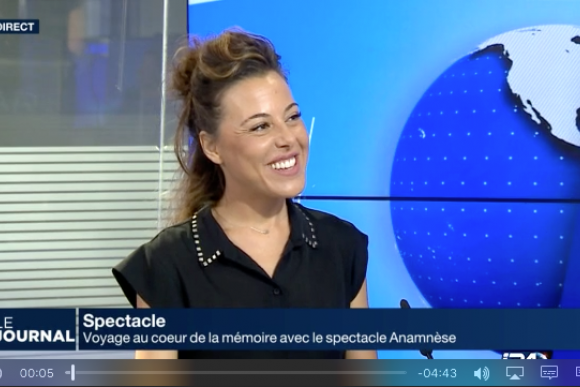 DIRECT
LE
JOURNAL
Spectacle
Voyage au coeur de la mémoire avec le spectacle Anamnèse
00:05
-04:43